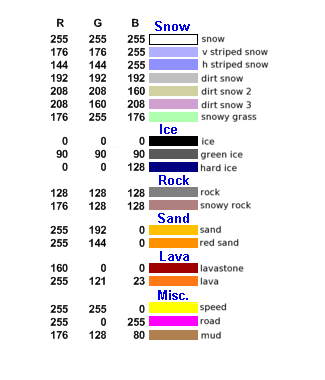 R G B
Snow
255 255 255 snow
176 176 255 v striped snow
144 144 255 h striped snow
192 192 192 dirt snow
208 208 160 dirt snow 2
208 160 208 dirt snow 3
176 255 176 snowy grass
Ice
0 0 0 ice
90 90 90 green ice
0 0 128 hard ice
Rock
128 128 128 rock
176 128 128 snowy rock
Sand
255 192 0 sand
255 144 0 red sand
Lava
160 0 0 lavastone
255 121 23 lava
Misc.
255 255 0 speed
255 0 255 road
176 128 80 mud